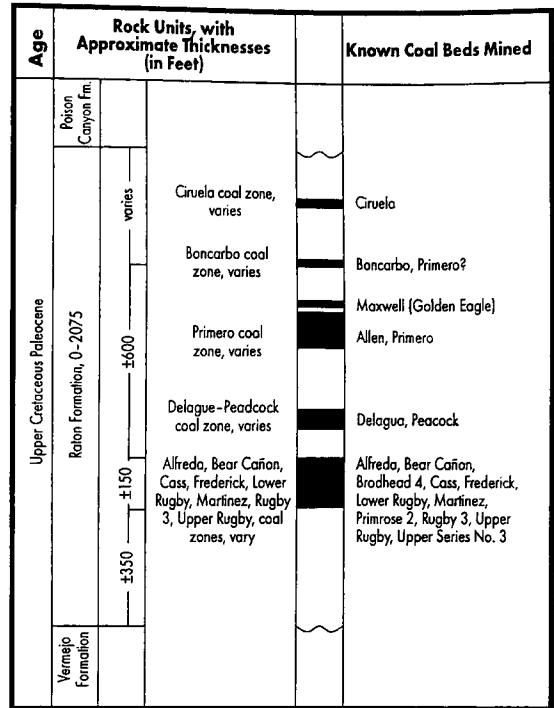 Age
Rock Units, with
Approximate Thicknesses
(in Feet)
Known Coal Beds Mined
Upper Cretaceous Paleocene
Poison
Canyon Fm.
Raton Formation, 0-2075
Vermejo
Formation
varies
±600
±150
±350
Ciruela coal zone,
varies
Ciruela
Boncarbo coal
zone, varies
Boncarbo, Primero?
Maxwell (Golden Eagle)
Primero coal
zone, varies
Allen, Primero
Delague-Peadcock
coal zone, varies
Delagua, Peacock
Alfreda, Bear Cañon,
Cass, Frederick, Lower
Rugby, Martinez, Rugby
3, Upper Rugby, coal
zones, vary
Alfreda, Bear Cañon,
Brodhead 4, Cass, Frederick,
Lower Rugby, Martinez,
Primrose 2, Rugby 3, Upper
Rugby, Upper Series No. 3